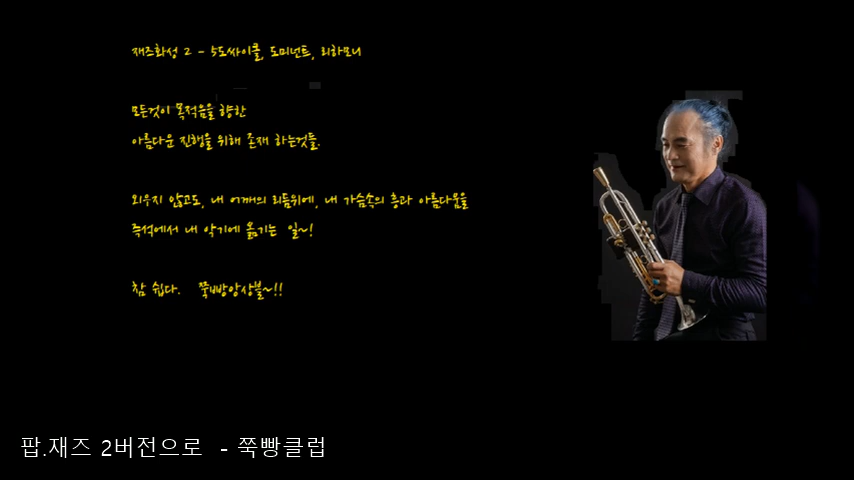 재즈화성 2 - 5도싸이클, 도미넌트, 리하모니
모든것이 목적음을 향한
아름다운 진행을 위해 존재 하는것들.
외우지 않고도, 내 어깨의 리듬위에, 내 가슴속의 흥과 아름다움을
즉석에서 내 악기에 옮기는 일~!
참 쉽다. 쭉빵앙상블~!!
팝.재즈 2버전으로 - 쭉빵클럽